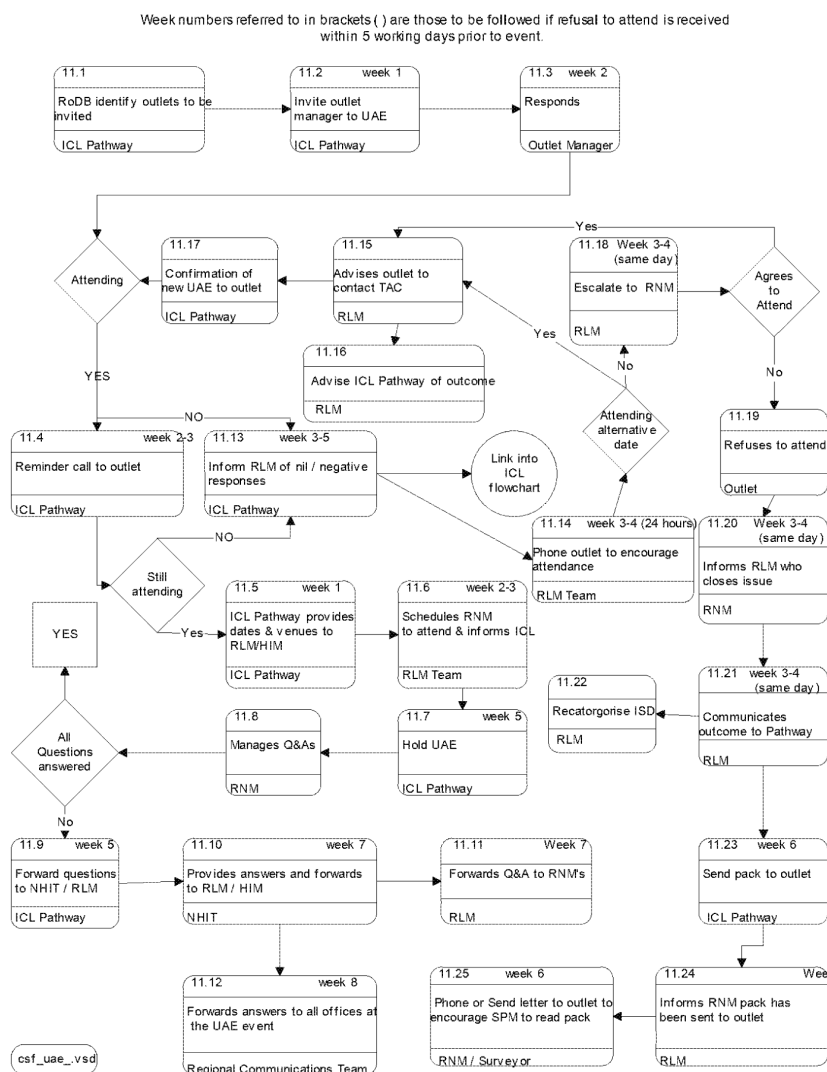 Week numbers referred to in brackets ( ) are those to be followed if refusal to attend is received
within 5 working days prior to event.
11.1
RoDB identify outlets to be
invited
ICL Pathway
11.2 week 1
Invite outlet
manager to UAE
ICL Pathway
11.3 week 2
Responds
Outlet Manager
Attending
11.17
Confirmation of
new UAE to outlet
ICL Pathway
11.15
Advises outlet to
contact TAC
RLM
Yes
11.18 Week 3-4
(same day)
Escalate to RNM
RLM
Agrees
to
Attend
11.16
Advise ICL Pathway of outcome
RLM
Yes
YES
No
No
NO
Attending
alternative
date
11.19
Refuses to attend
Outlet
11.4 week 2-3
Reminder call to outlet
ICL Pathway
11.13 week 3-5
Inform RLM of nil / negative
responses
ICL Pathway
Link into
ICL
flowchart
NO
Still
attending
Yes
11.14 week 3-4 (24 hours)
Phone outlet to encourage
attendance
RLM Team
11.20 Week 3-4
(same day)
Informs RLM who
closes issue
RNM
YES
11.5 week 1
ICL Pathway provides
dates & venues to
RLM/HIM
ICL Pathway
11.6 week 2-3
Schedules RNM
to attend & informs ICL
RLM Team
11.22
Recatorgorise ISD
RLM
11.21 week 3-4
(same day)
Communicates
outcome to Pathway
RLM
All
Questions
answered
11.8
Manages Q&As
RNM
11.7 week 5
Hold UAE
ICL Pathway
No
11.9 week 5
Forward questions
to NHIT / RLM
ICL Pathway
11.10 week 7
Provides answers and forwards
to RLM / HIM
NHIT
11.11 Week 7
Forwards Q&A to RNM's
RLM
11.23 week 6
Send pack to outlet
ICL Pathway
11.12 week 8
Forwards answers to all offices at
the UAE event
Regional Communications Team
11.25 week 6
Phone or Send letter to outlet to
encourage SPM to read pack
RNM / Surveyor
11.24 Wee
Informs RNM pack has
been sent to outlet
RLM
csf_uae_.vsd